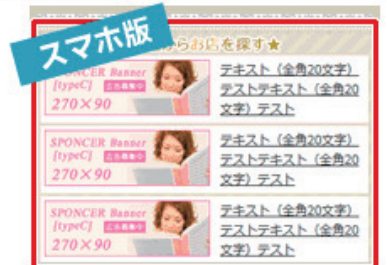 スマホ版
からお店を探す★
SPONCER Banner
[typeC] 広告募集中
270×90
テキスト（全角20文字）
テストテキスト（全角20
文字）テスト
SPONCER Banner
[typeC] 広告募集中
270×90
テキスト（全角20文字）
テストテキスト（全角20
文字）テスト
SPONCER Banner
[typeC] 広告募集中
270×90
テキスト（全角20文字）
テストテキスト（全角20
文字）テスト